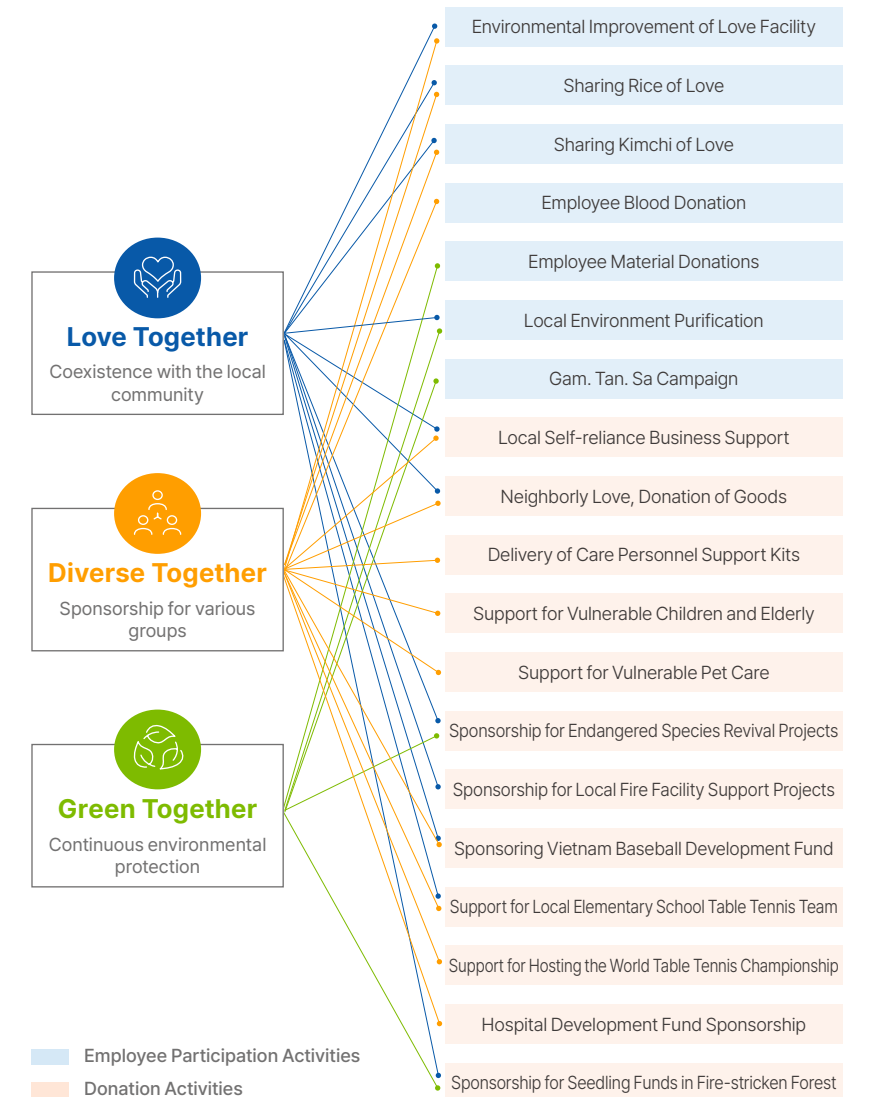 Love Together
Coexistence with the local
community
Diverse Together
Sponsorship for various
groups
Green Together
Continuous environmental
protection
Environmental Improvement of Love Facility
Sharing Rice of Love
Sharing Kimchi of Love
Employee Blood Donation
Employee Material Donations
Local Environment Purification
Gam. Tan. Sa Campaign
Local Self-reliance Business Support
Neighborly Love, Donation of Goods
Delivery of Care Personnel Support Kits
Support for Vulnerable Children and Elderly
Support for Vulnerable Pet Care
Sponsorship for Endangered Species Revival Projects
Sponsorship for Local Fire Facility Support Projects
Sponsoring Vietnam Baseball Development Fund
Support for Local Elementary School Table Tennis Team
Support for Hosting the World Table Tennis Championship
Hospital Development Fund Sponsorship
Sponsorship for Seedling Funds in Fire-stricken Forest
Employee Participation Activities
Donation Activities